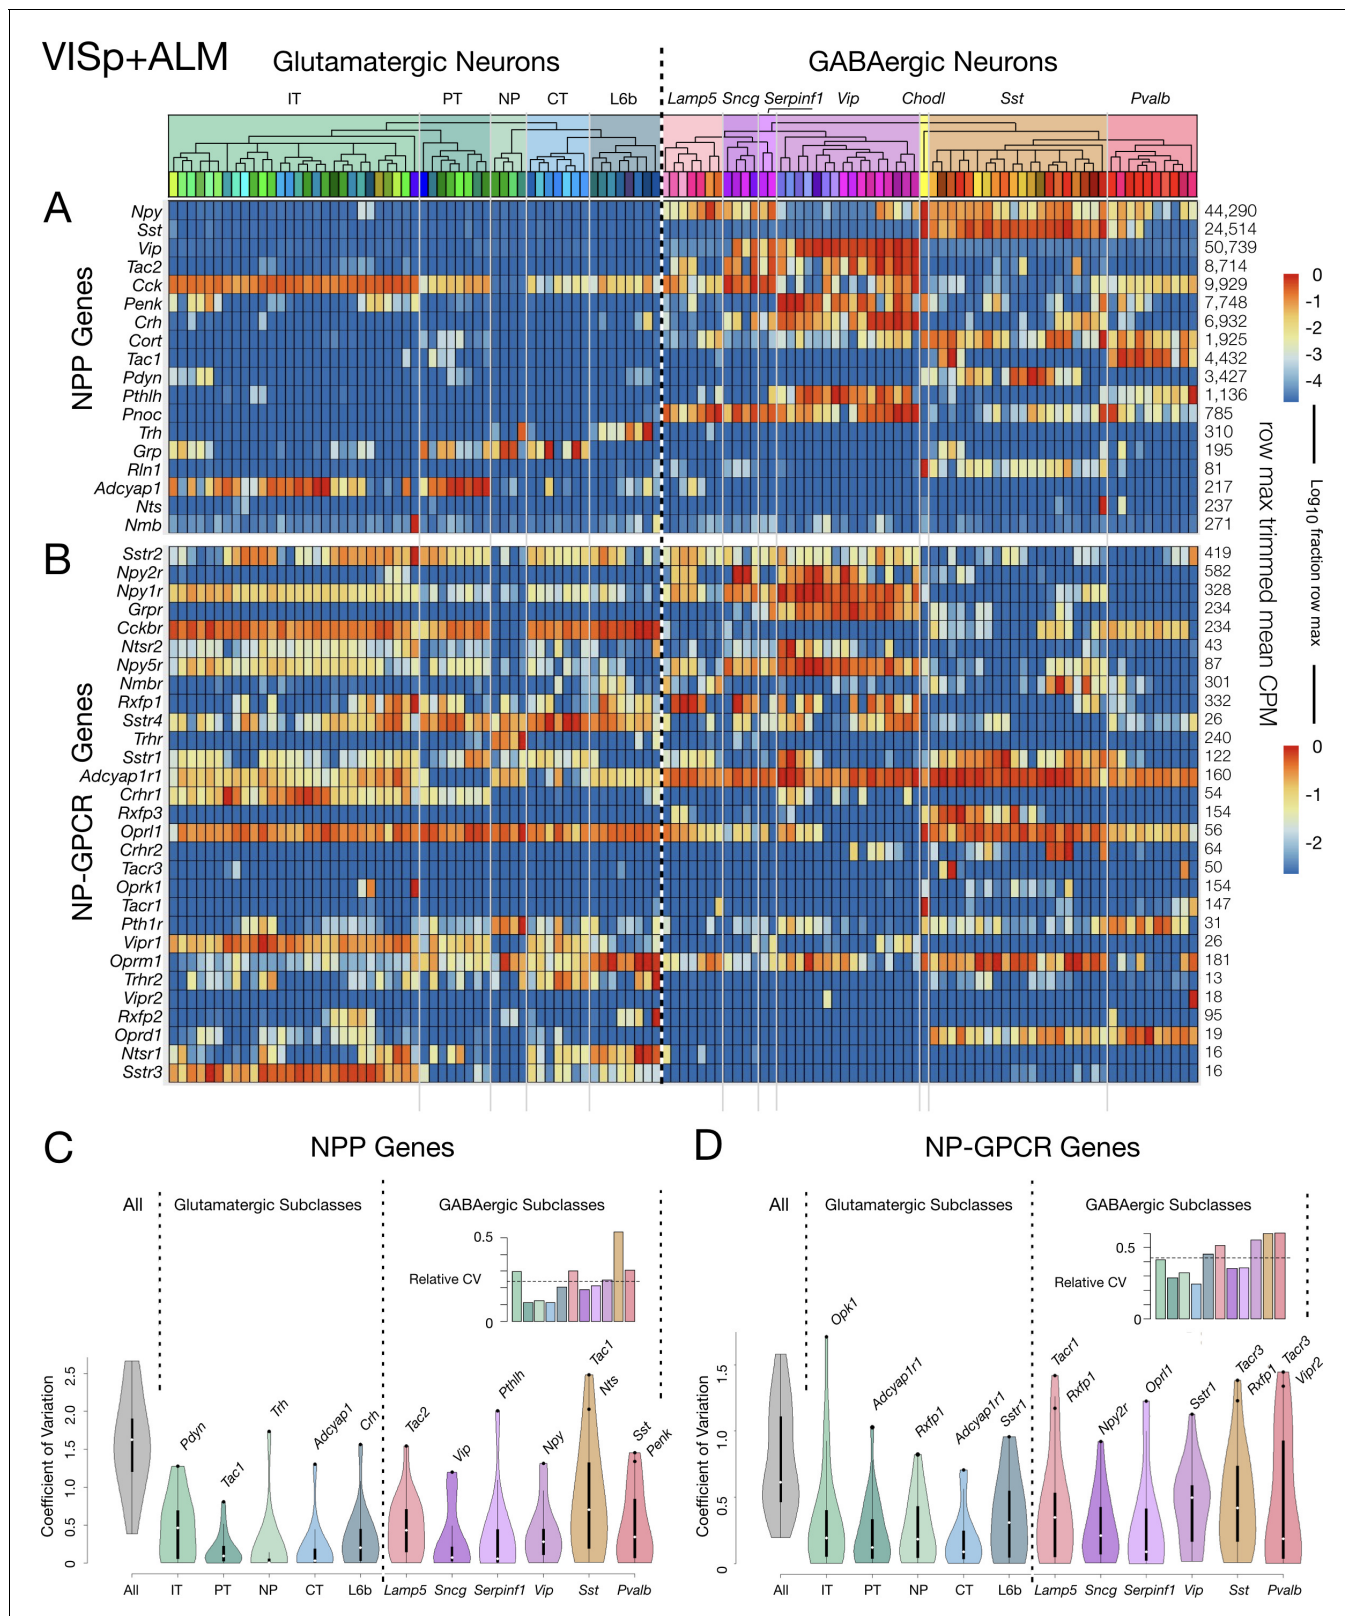 VISp+ALM
Glutamatergic Neurons
GABAergic Neurons
IT PT NP CT L6b Lamp5 Sncg Serpinf1 Vip Chodl Sst Pvalb
A
NPP Genes
Npy 44,290
Sst 24,514
Vip 50,739
Tac2 8,714
Cck 9,929
Penk 7,748
Crh 6,932
Cort 1,925
Tac1 4,432
Pdyn 3,427
Pthlh 1,136
Pnoc 785
Trh 310
Grp 195
Rln1 81
Adcyap1 217
Nts 237
Nmb 271
0
-1
-2
-3
-4
row max trimmed mean CPM
Log10 fraction row max
B
NP-GPCR Genes
Sstr2 419
Npy2r 582
Npy1r 328
Grpr 234
Cckbr 234
Ntsr2 43
Npy5r 87
Nmbr 301
Rxfp1 332
Sstr4 26
Trhr 240
Sstr1 122
Adcyap1r1 160
Crhr1 54
Rxfp3 154
Oprl1 56
Crhr2 64
Tacr3 50
Oprk1 154
Tacr1 147
Pth1r 31
Vipr1 26
Oprm1 181
Trhr2 13
Vipr2 18
Rxfp2 95
Oprd1 19
Ntsr1 16
Sstr3 16
0
-1
-2
C
NPP Genes
All
Glutamatergic Subclasses
GABAergic Subclasses
0.5
Relative CV
0
Coefficient of Variation
2.5
2.0
1.5
1.0
0.5
0
Pdyn
Tac1
Trh
Adcyap1
Crh
Tac2
Vip
Pthlh
Npy
Tac1
Nts
Sst
Penk
All IT PT NP CT L6b Lamp5 Sncg Serpinf1 Vip Sst Pvalb
D
NP-GPCR Genes
All
Glutamatergic Subclasses
GABAergic Subclasses
0.5
Relative CV
0
Coefficient of Variation
1.5
1.0
0.5
0
Opk1
Adcyap1r1
Rxfp1
Adcyap1r1
Sstr1
Tacr1
Rxfp1
Npy2r
Oprl1
Sstr1
Tacr3
Rxfp1
Tacr3
Vipr2
All IT PT NP CT L6b Lamp5 Sncg Serpinf1 Vip Sst Pvalb